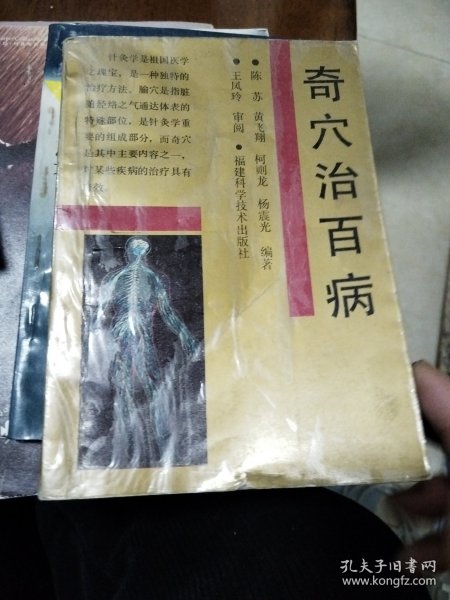 奇穴治百病
陈苏 黄飞翔 柯则龙 杨震光 编著
王风玲 审阅
福建科学技术出版社
针灸学是祖国医学
之瑰宝，是一种独特的
治疗方法。腧穴是指脏
腑经络之气通达体表的
特殊部位，是针灸学重
要的组成部分，而奇穴
是其中主要内容之一，
对某些疾病的治疗具有
效
孔夫子旧书网
www.kongfz.com